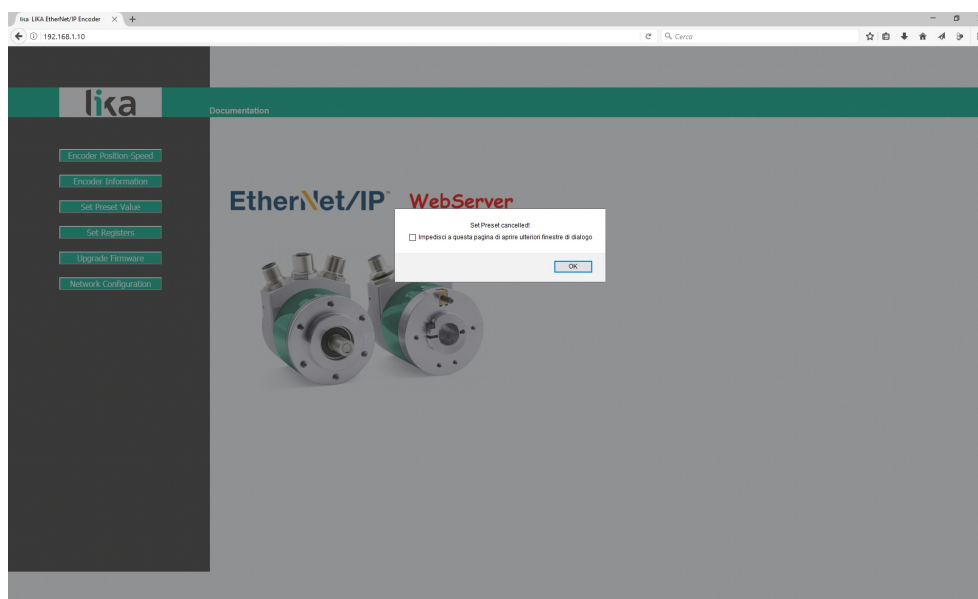 lika LIKA EtherNet/IP Encoder
192.168.1.10
Cerca
lika
Documentation
Encoder Position-Speed
Encoder Information
Set Preset Value
Set Registers
Upgrade Firmware
Network Configuration
EtherNet/IP™ WebServer
Set Preset cancelled!
Impedisci a questa pagina di aprire ulteriori finestre di dialogo
OK